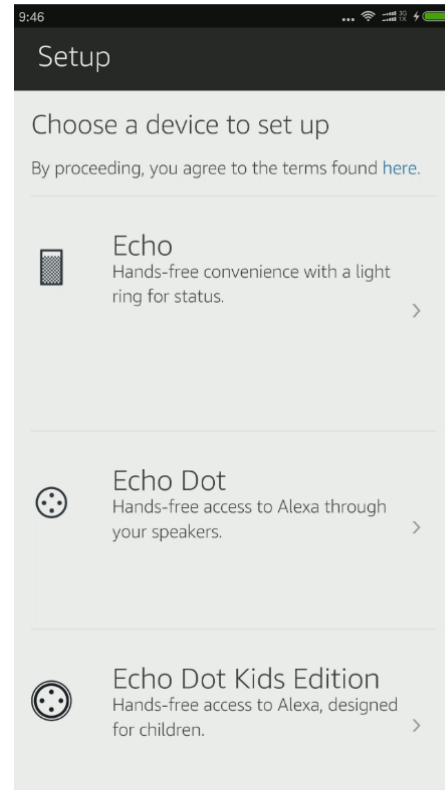 9:46
... 3G
1X
Setup
Choose a device to set up
By proceeding, you agree to the terms found here.
Echo
Hands-free convenience with a light
ring for status.
Echo Dot
Hands-free access to Alexa through
your speakers.
Echo Dot Kids Edition
Hands-free access to Alexa, designed
for children.